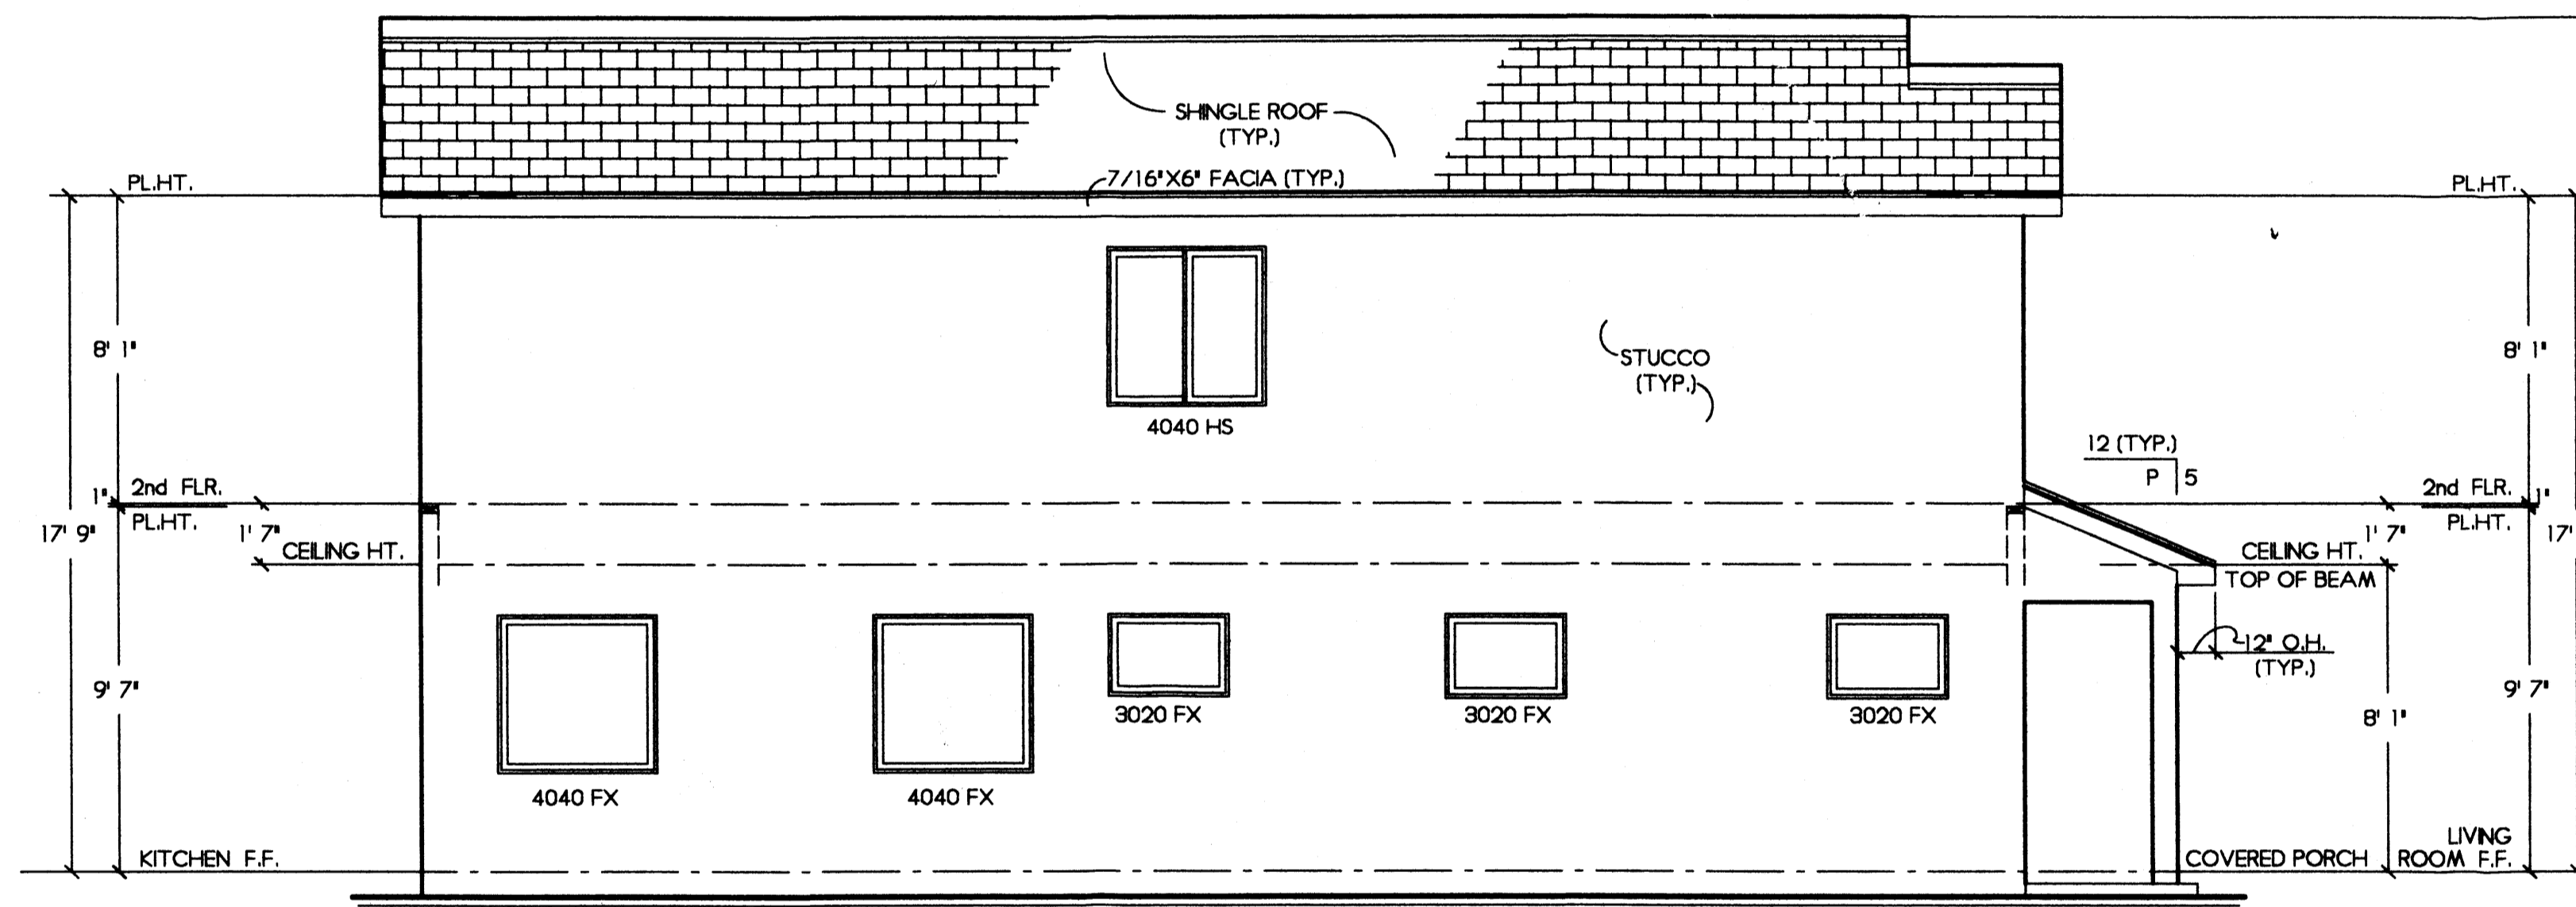 SHINGLE ROOF
(TYP.)
7/16"X6" FACIA (TYP.)
PL.HT.
PL.HT.
8' 1"
8' 1"
STUCCO
(TYP.)
4040 HS
12 (TYP.)
P 5
1"
2nd FLR.
PL.HT.
2nd FLR.
PL.HT.
1"
17' 9"
1' 7"
1' 7"
17'
CEILING HT.
CEILING HT.
TOP OF BEAM
12" O.H.
(TYP.)
9' 7"
3020 FX
3020 FX
3020 FX
8' 1"
9' 7"
4040 FX
4040 FX
KITCHEN F.F.
COVERED PORCH
LIVING
ROOM F.F.